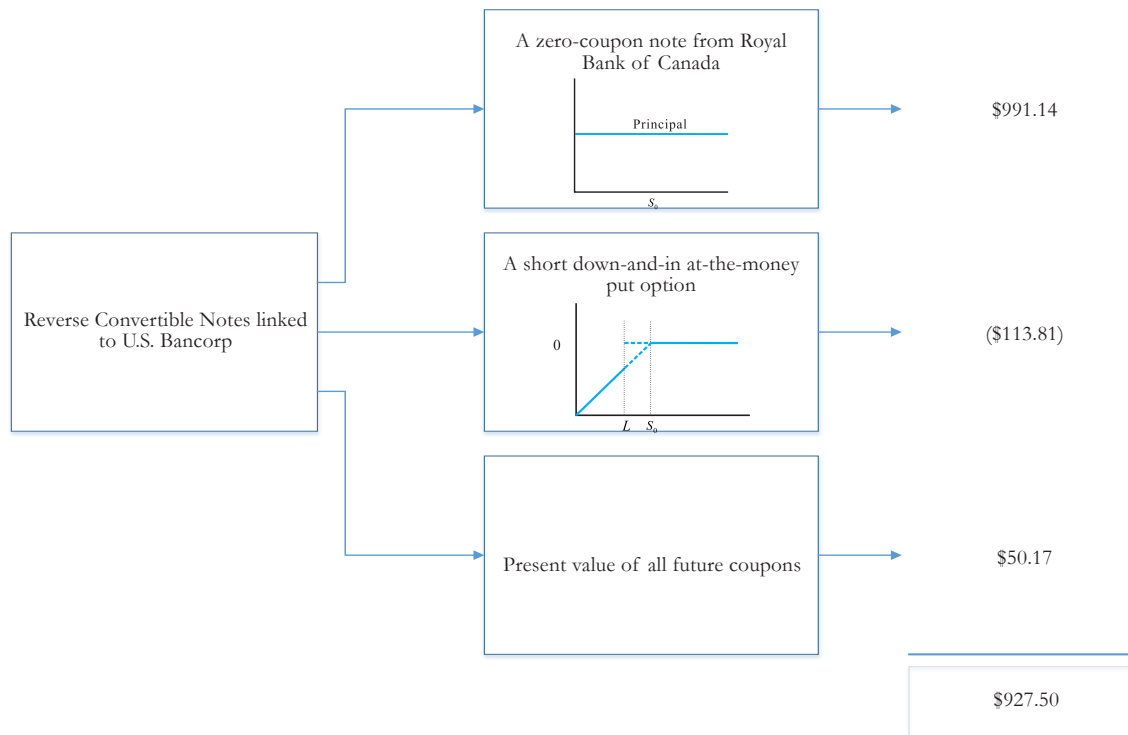 A zero-coupon note from Royal
Bank of Canada
Principal
S₀
$991.14
Reverse Convertible Notes linked
to U.S. Bancorp
A short down-and-in at-the-money
put option
0
L S₀
($113.81)
Present value of all future coupons
$50.17
$927.50